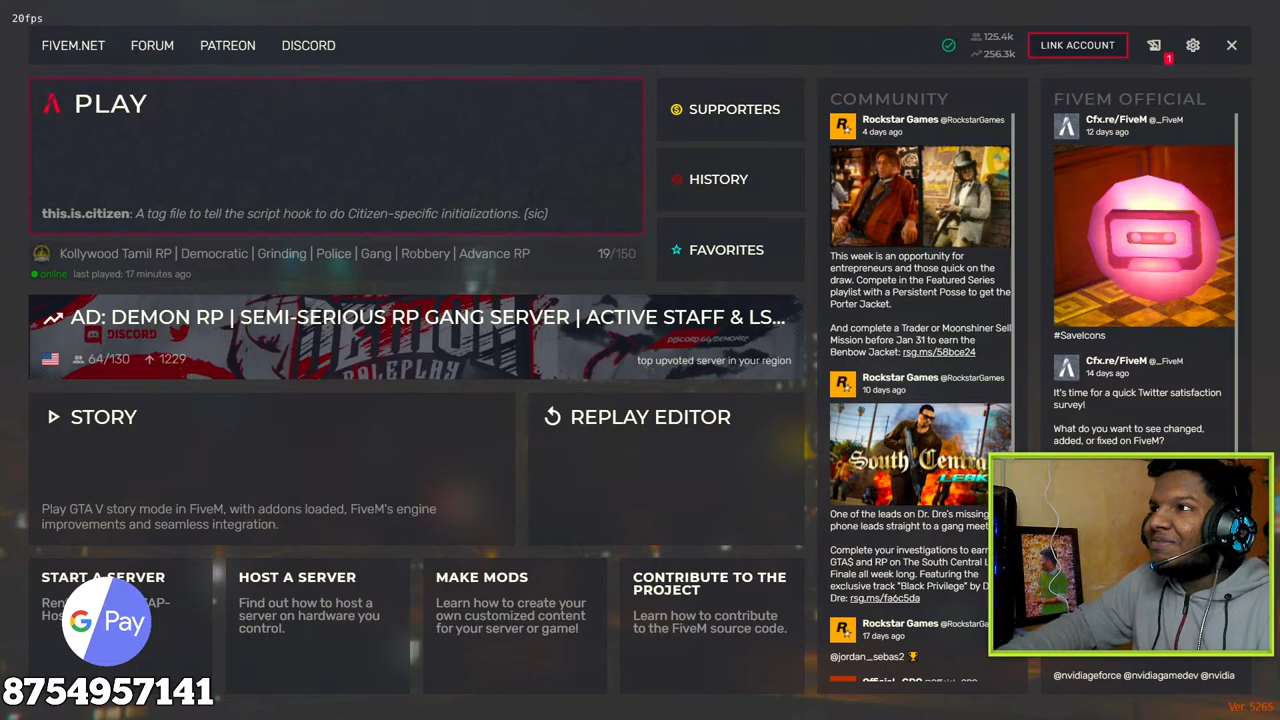 20fps
FIVEM.NET FORUM PATREON DISCORD
125.4k
256.3k
LINK ACCOUNT
1
PLAY
this.is.citizen: A tag file to tell the script hook to do Citizen-specific initializations. (sic)
Kollywood Tamil RP | Democratic | Grinding | Police | Gang | Robbery | Advance RP 19/150
online last played: 17 minutes ago
SUPPORTERS
HISTORY
FAVORITES
AD: DEMON RP | SEMI-SERIOUS RP GANG SERVER | ACTIVE STAFF & LS...
DISCORD
64/130 1229
top upvoted server in your region
STORY
Play GTA V story mode in FiveM, with addons loaded, FiveM's engine
improvements and seamless integration.
REPLAY EDITOR
START A SERVER
HOST A SERVER
Find out how to host a
server on hardware you
control.
MAKE MODS
Learn how to create your
own customized content
for your server or game!
CONTRIBUTE TO THE
PROJECT
Learn how to contribute
to the FiveM source code.
G Pay
8754957141
COMMUNITY
Rockstar Games @RockstarGames
4 days ago
This week is an opportunity for
entrepreneurs and those quick on the
draw. Compete in the Featured Series
playlist with a Persistent Posse to get the
Porter Jacket.
And complete a Trader or Moonshiner Sell
Mission before Jan 31 to earn the
Benbow Jacket: rsg.ms/58bce24
Rockstar Games @RockstarGames
10 days ago
South Central
LEAK
One of the leads on Dr. Dre's missing
phone leads straight to a gang meet
Complete your investigations to earn
GTA$ and RP on The South Central L
Finale all week long. Featuring the
exclusive track "Black Privilege" by D
Dre: rsg.ms/fa6c5da
Rockstar Games @RockstarGa
17 days ago
@jordan_sebas2
FIVEM OFFICIAL
Cfx.re/FiveM @_FiveM
12 days ago
#SaveIcons
Cfx.re/FiveM @_FiveM
14 days ago
It's time for a quick Twitter satisfaction
survey!
What do you want to see changed,
added, or fixed on FiveM?
@nvidiageforce @nvidiagamedev @nvidia
Ver. 5265